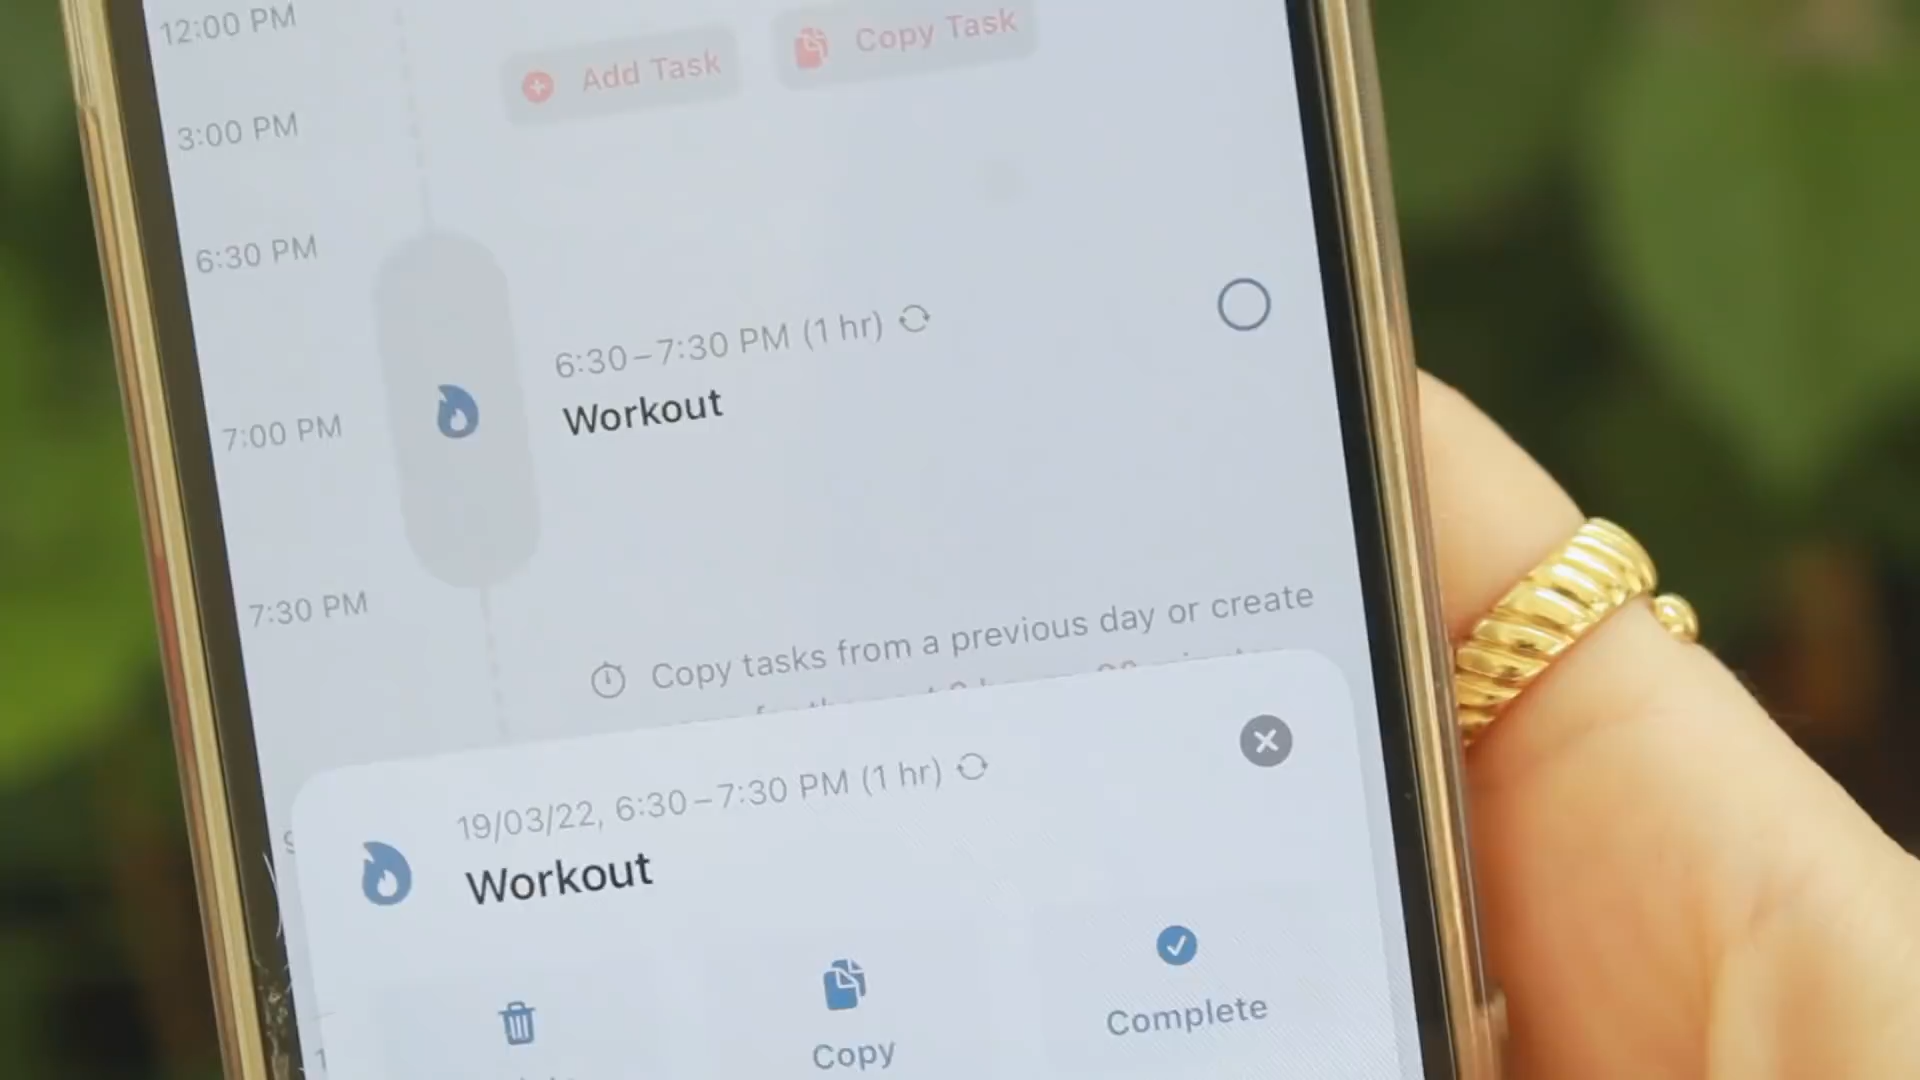 12:00 PM
Add Task
Copy Task
3:00 PM
6:30 PM
6:30–7:30 PM (1 hr)
Workout
7:00 PM
7:30 PM
Copy tasks from a previous day or create
19/03/22, 6:30–7:30 PM (1 hr)
Workout
Copy
Complete